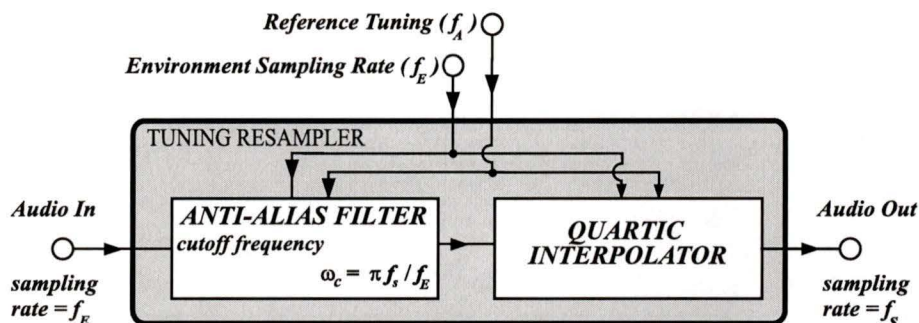 Reference Tuning (f_A)
Environment Sampling Rate (f_E)
TUNING RESAMPLER
Audio In
ANTI-ALIAS FILTER
cutoff frequency
ω_c = π f_s / f_E
QUARTIC
INTERPOLATOR
Audio Out
sampling
rate = f_E
sampling
rate = f_S